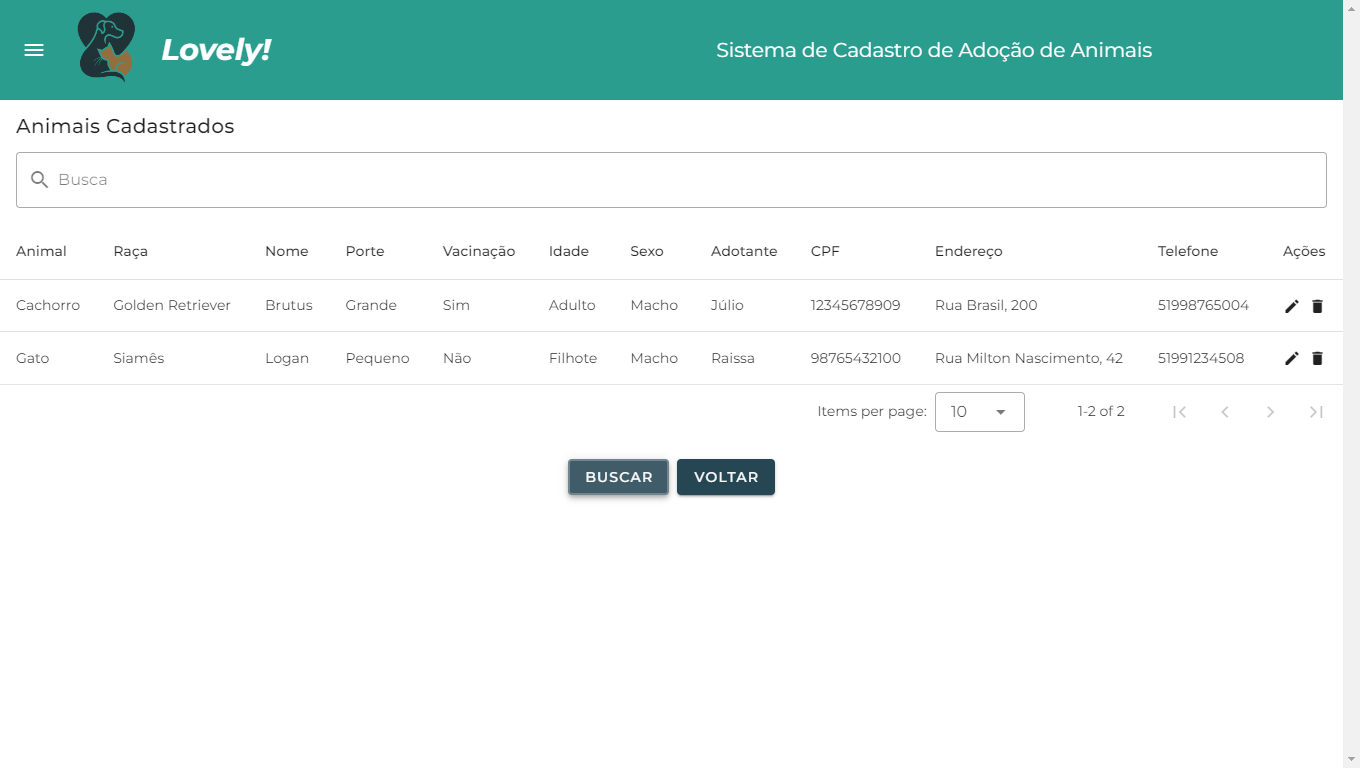 Lovely!
Sistema de Cadastro de Adoção de Animais
Animais Cadastrados
Busca
Animal Raça Nome Porte Vacinação Idade Sexo Adotante CPF Endereço Telefone Ações
Cachorro Golden Retriever Brutus Grande Sim Adulto Macho Júlio 12345678909 Rua Brasil, 200 51998765004
Gato Siamês Logan Pequeno Não Filhote Macho Raissa 98765432100 Rua Milton Nascimento, 42 51991234508
Items per page: 10 1-2 of 2
BUSCAR VOLTAR